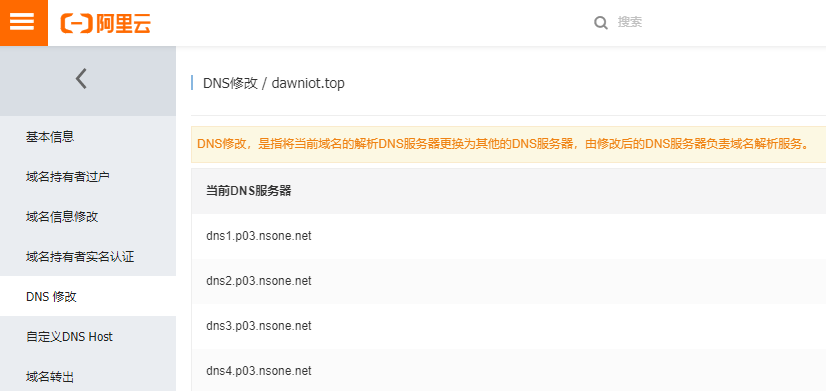 阿里云
搜索
DNS修改 / dawniot.top
DNS修改，是指将当前域名的解析DNS服务器更换为其他的DNS服务器，由修改后的DNS服务器负责域名解析服务。
基本信息
域名持有者过户
域名信息修改
域名持有者实名认证
DNS 修改
自定义DNS Host
域名转出
当前DNS服务器
dns1.p03.nsone.net
dns2.p03.nsone.net
dns3.p03.nsone.net
dns4.p03.nsone.net